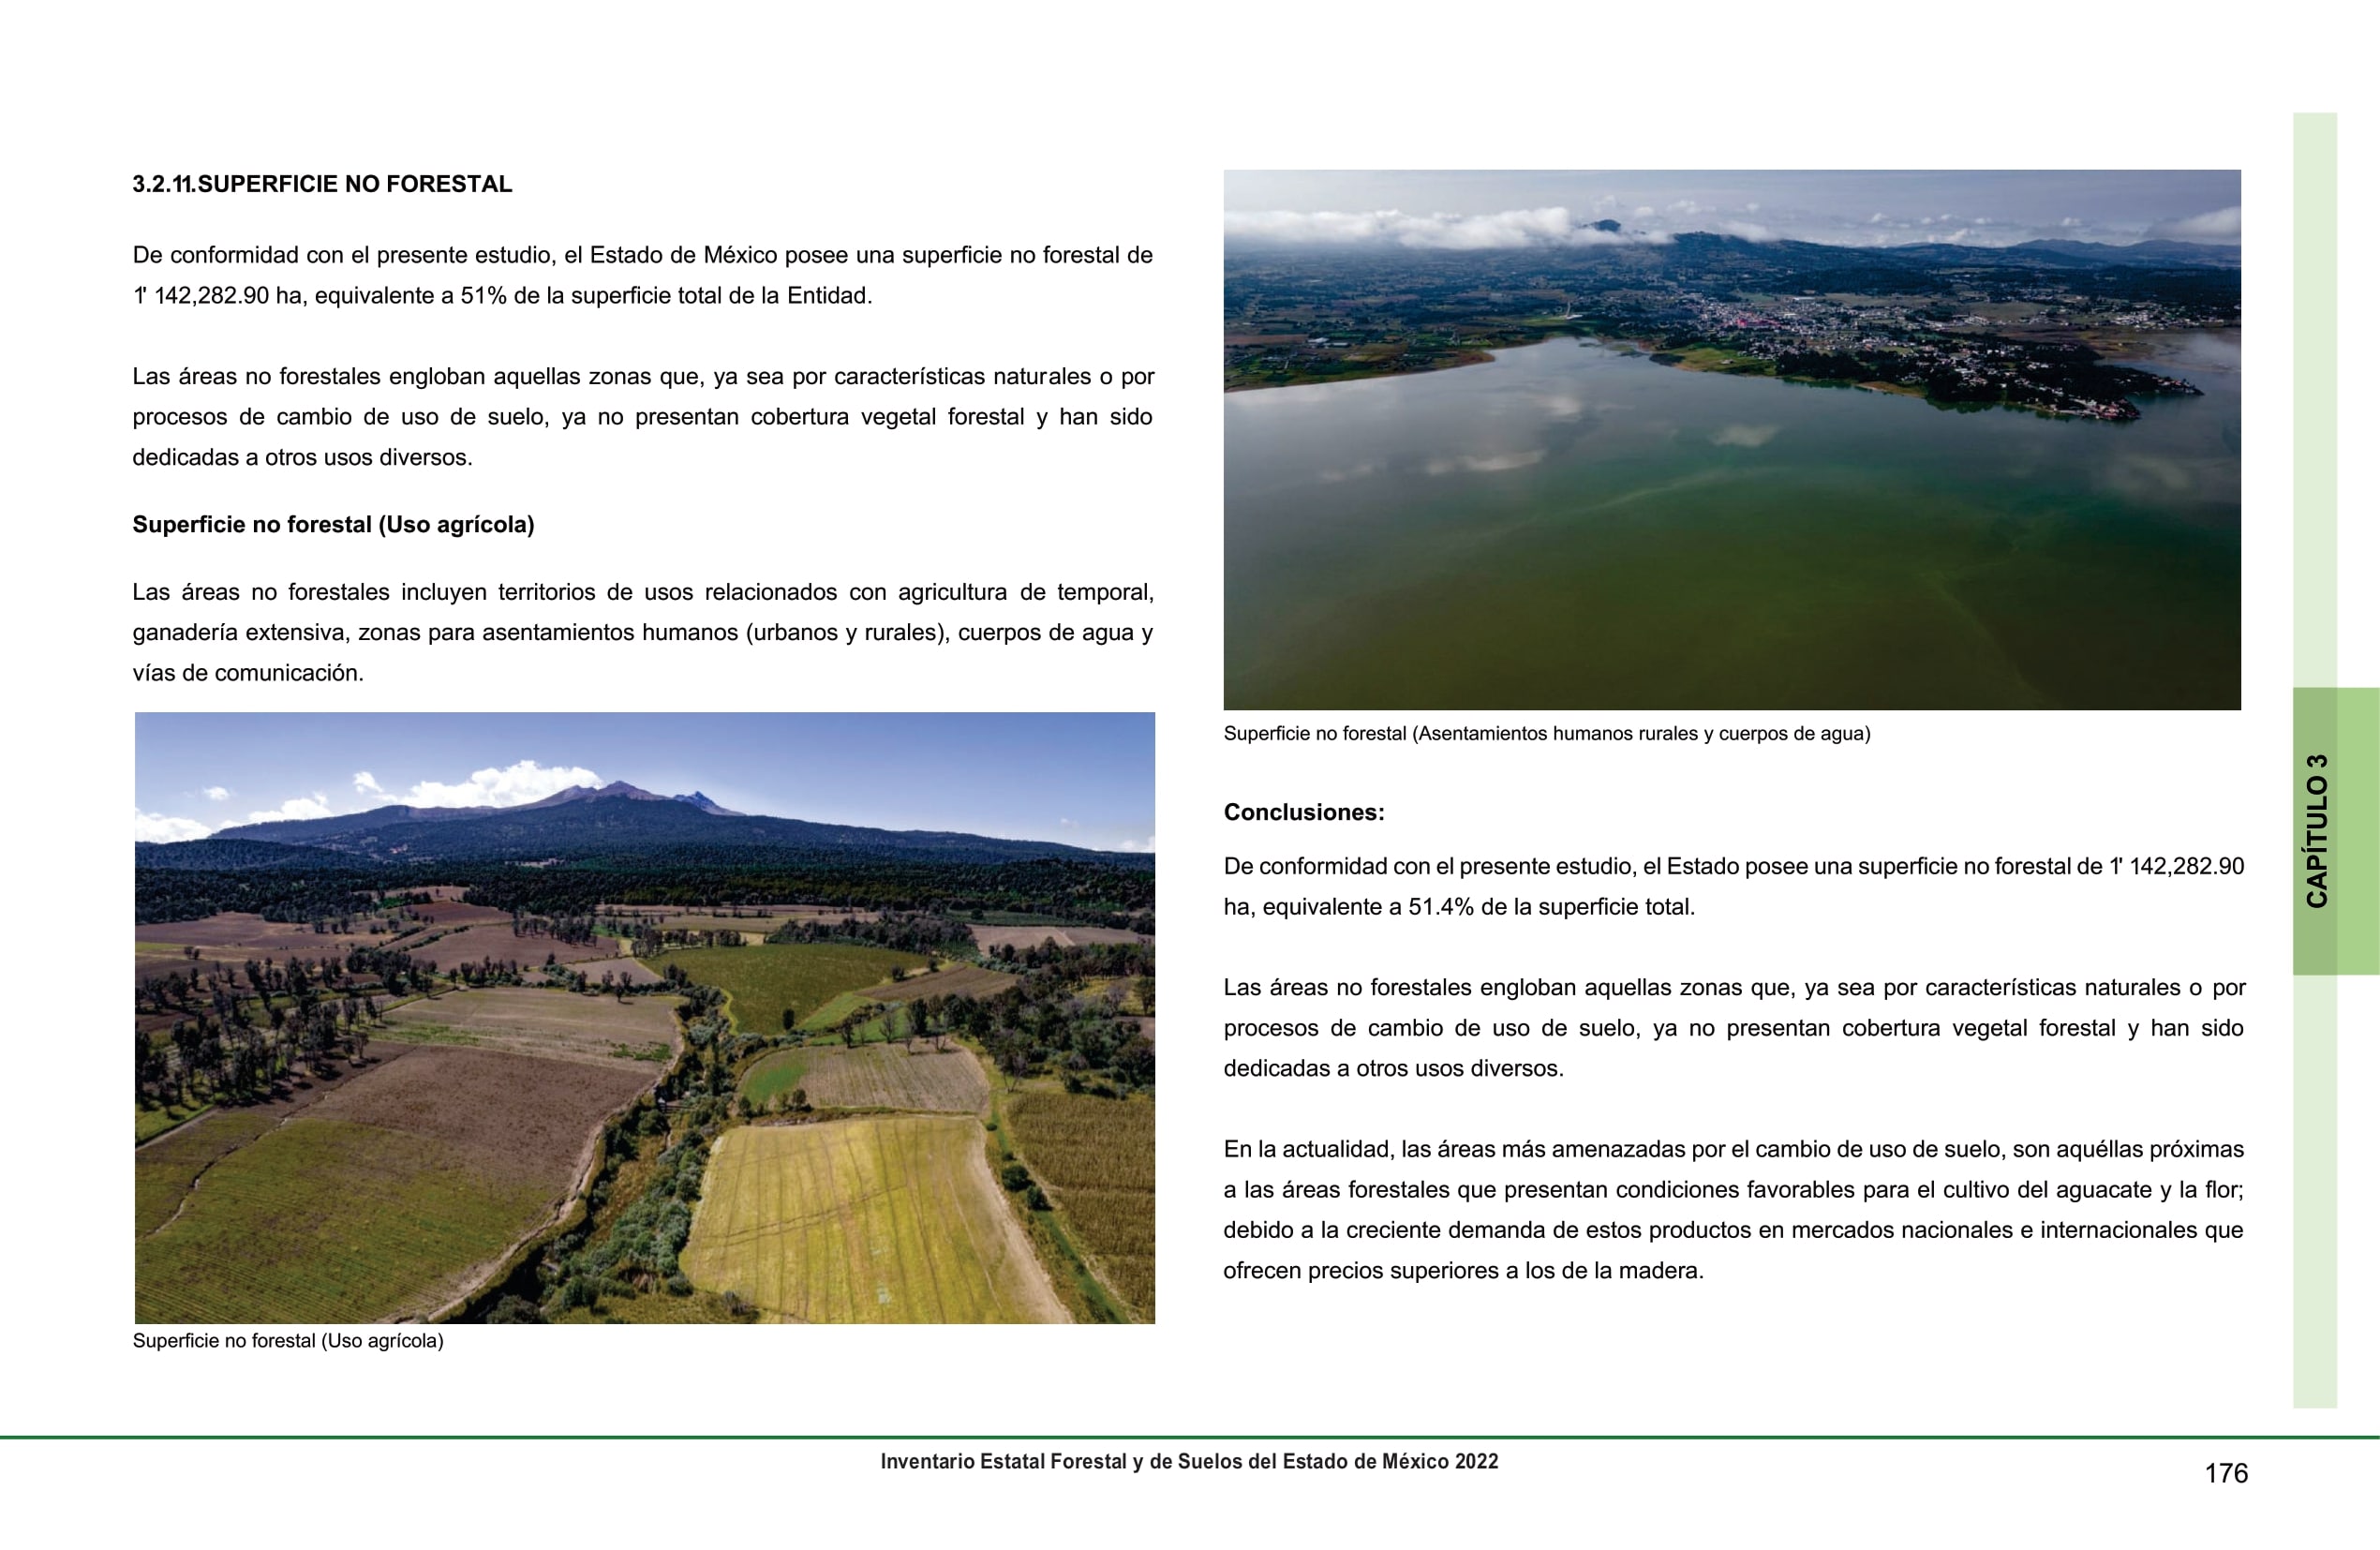 3.2.11.SUPERFICIE NO FORESTAL
De conformidad con el presente estudio, el Estado de México posee una superficie no forestal de
1' 142,282.90 ha, equivalente a 51% de la superficie total de la Entidad.
Las áreas no forestales engloban aquellas zonas que, ya sea por características naturales o por
procesos de cambio de uso de suelo, ya no presentan cobertura vegetal forestal y han sido
dedicadas a otros usos diversos.
Superficie no forestal (Uso agrícola)
Las áreas no forestales incluyen territorios de usos relacionados con agricultura de temporal,
ganadería extensiva, zonas para asentamientos humanos (urbanos y rurales), cuerpos de agua y
vías de comunicación.
Superficie no forestal (Uso agrícola)
Superficie no forestal (Asentamientos humanos rurales y cuerpos de agua)
Conclusiones:
De conformidad con el presente estudio, el Estado posee una superficie no forestal de 1' 142,282.90
ha, equivalente a 51.4% de la superficie total.
Las áreas no forestales engloban aquellas zonas que, ya sea por características naturales o por
procesos de cambio de uso de suelo, ya no presentan cobertura vegetal forestal y han sido
dedicadas a otros usos diversos.
En la actualidad, las áreas más amenazadas por el cambio de uso de suelo, son aquéllas próximas
a las áreas forestales que presentan condiciones favorables para el cultivo del aguacate y la flor;
debido a la creciente demanda de estos productos en mercados nacionales e internacionales que
ofrecen precios superiores a los de la madera.
CAPÍTULO 3
Inventario Estatal Forestal y de Suelos del Estado de México 2022
176